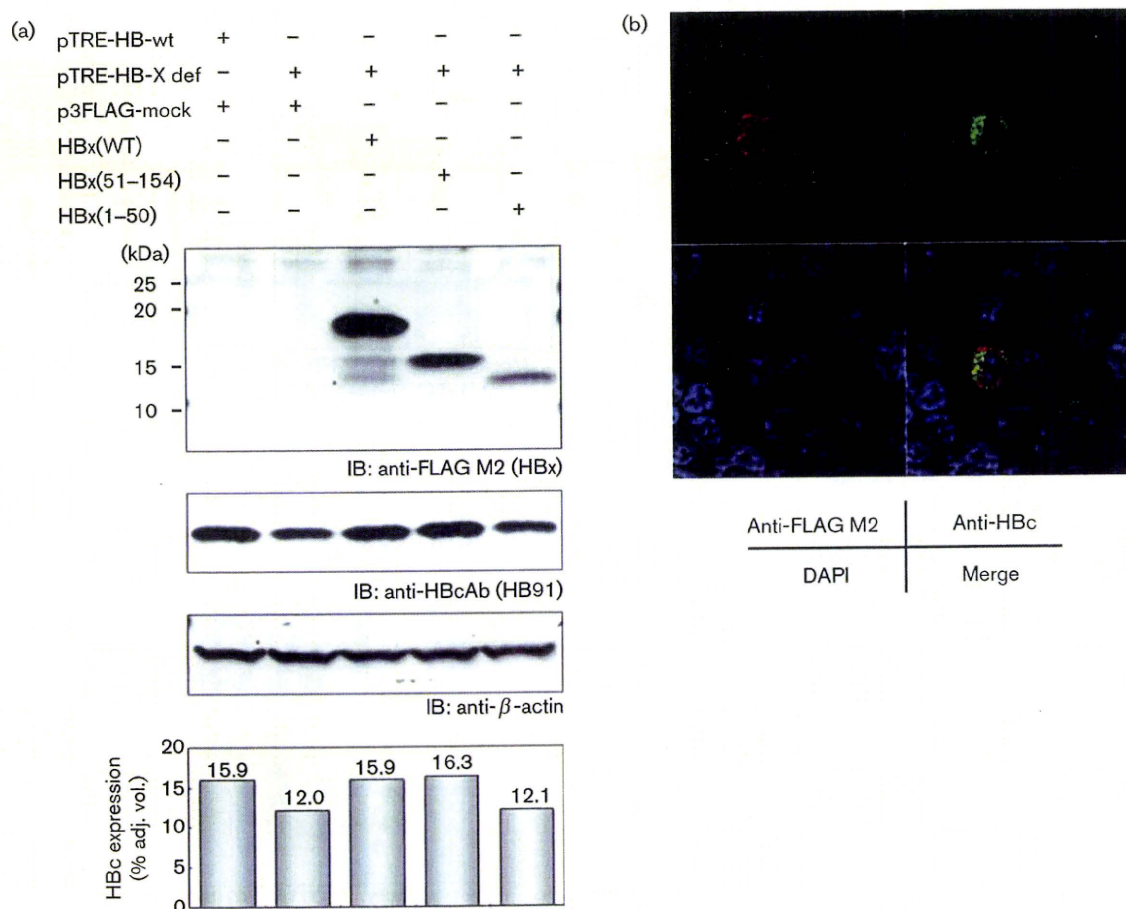 (a)
pTRE-HB-wt + − − − −
pTRE-HB-X def − + + + +
p3FLAG-mock + + − − −
HBx(WT) − − + − −
HBx(51–154) − − − + −
HBx(1–50) − − − − +
(kDa)
25
20
15
10
IB: anti-FLAG M2 (HBx)
IB: anti-HBcAb (HB91)
IB: anti-β-actin
HBc expression
(% adj. vol.)
20
15
10
5
0
15.9 12.0 15.9 16.3 12.1
(b)
Anti-FLAG M2 Anti-HBc
DAPI Merge